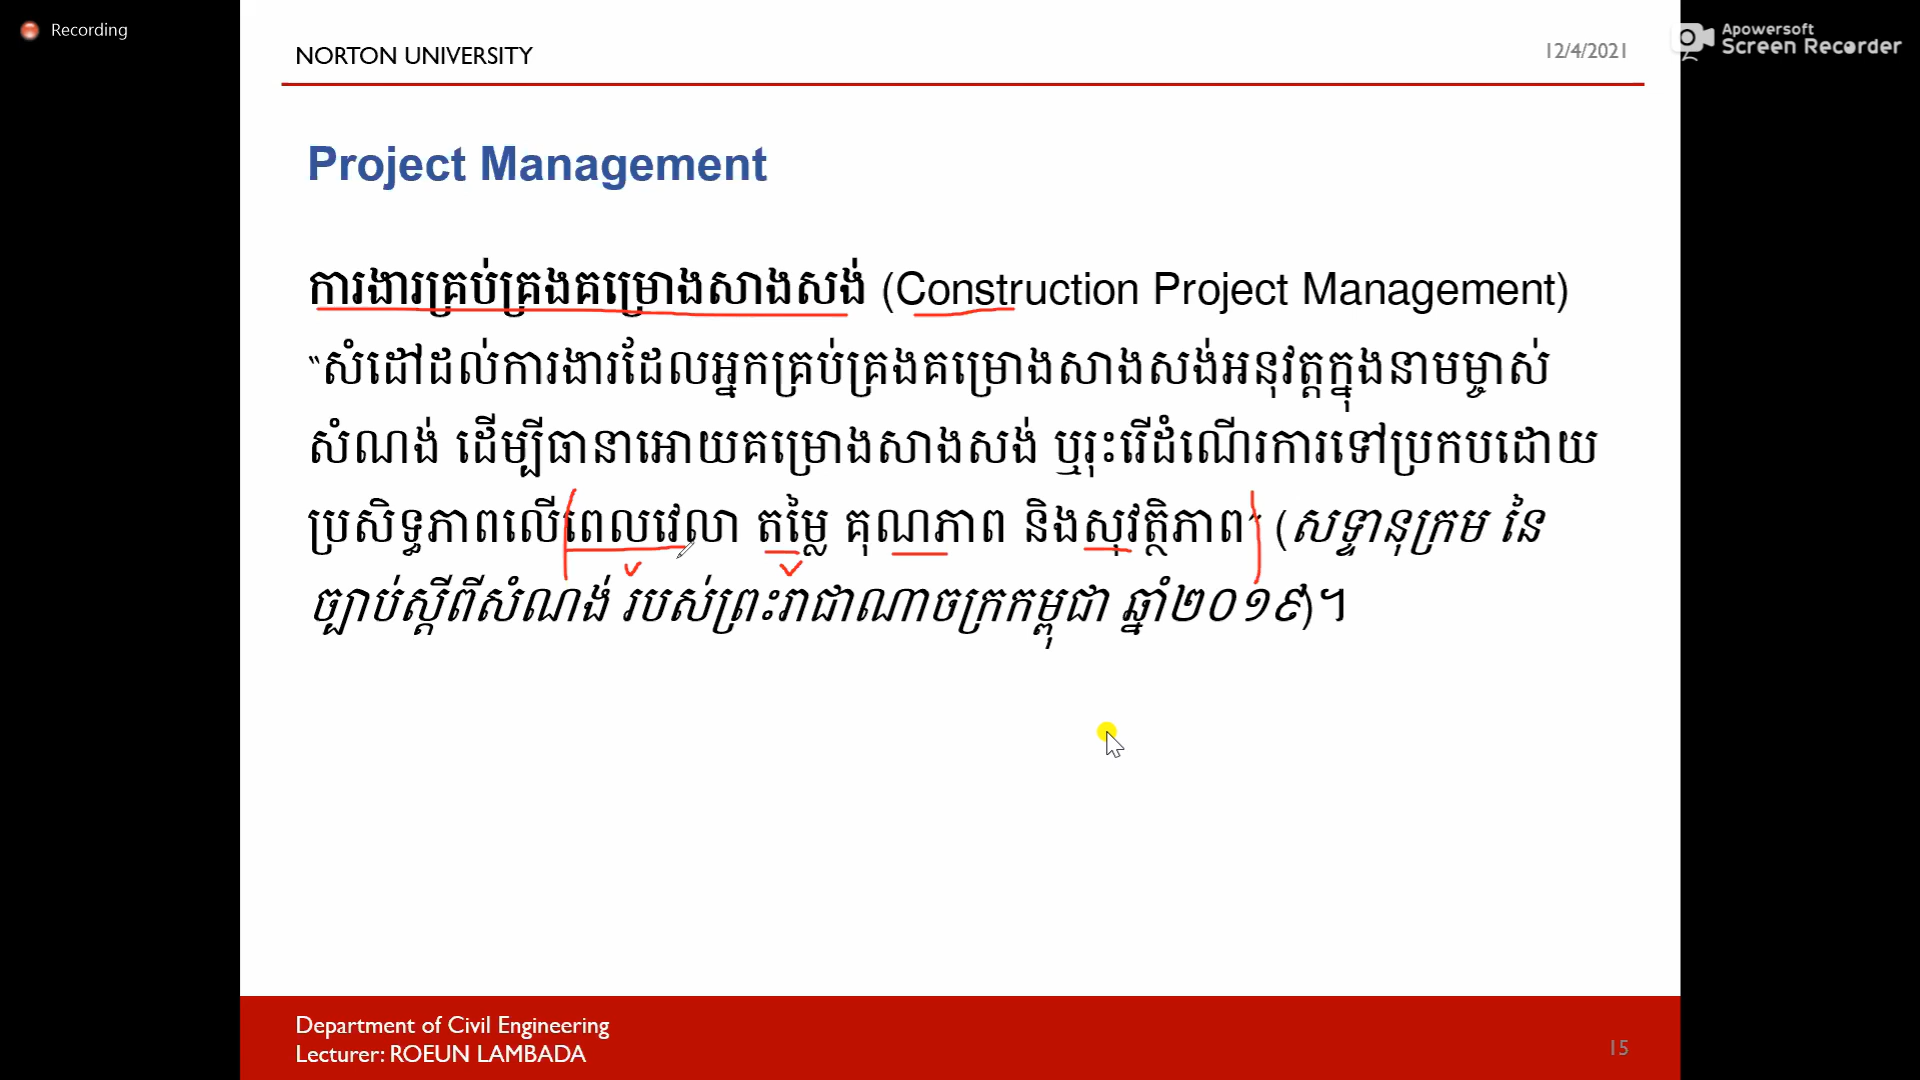 Recording
Apowersoft
Screen Recorder
NORTON UNIVERSITY
12/4/2021
Project Management
ការងារគ្រប់គ្រងគម្រោងសាងសង់ (Construction Project Management)
“សំដៅដល់ការងារដែលអ្នកគ្រប់គ្រងគម្រោងសាងសង់អនុវត្តក្នុងនាមម្ចាស់
សំណង់ ដើម្បីធានាអោយគម្រោងសាងសង់ ឬរុះរើដំណើរការទៅប្រកបដោយ
ប្រសិទ្ធភាពលើពេលវេលា តម្លៃ គុណភាព និងសុវត្ថិភាព” (សទ្ទានុក្រម នៃ
ច្បាប់ស្តីពីសំណង់ របស់ព្រះរាជាណាចក្រកម្ពុជា ឆ្នាំ២០១៩)។
Department of Civil Engineering
Lecturer: ROEUN LAMBADA
15